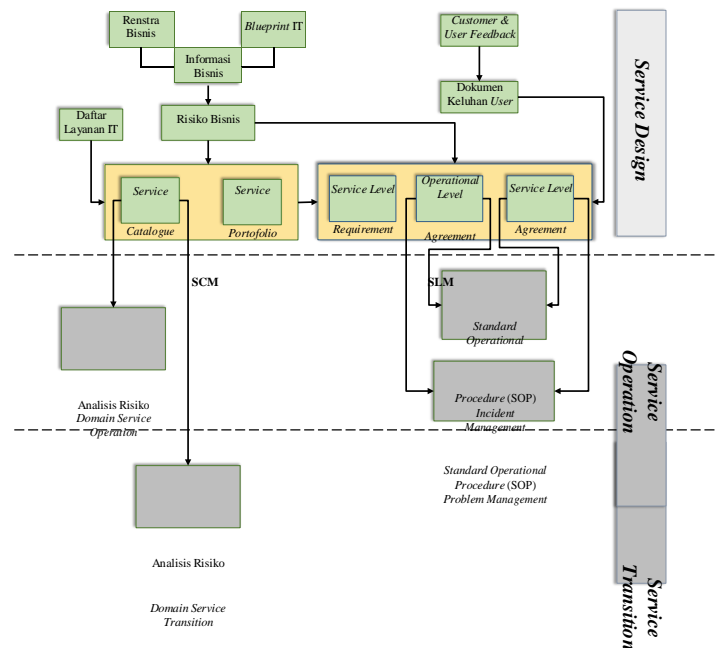 Renstra
Bisnis
Blueprint IT
Customer &
User Feedback
Informasi
Bisnis
Dokumen
Keluhan User
Daftar
Layanan IT
Risiko Bisnis
Service Design
Service
Catalogue
Service
Portofolio
Service Level
Requirement
Operational
Level
Agreement
Service Level
Agreement
SCM
SLM
Standard
Operational
Procedure (SOP)
Incident
Management
Analisis Risiko
Domain Service
Operation
Service
Operation
Standard Operational
Procedure (SOP)
Problem Management
Analisis Risiko
Domain Service
Transition
Service
Transition